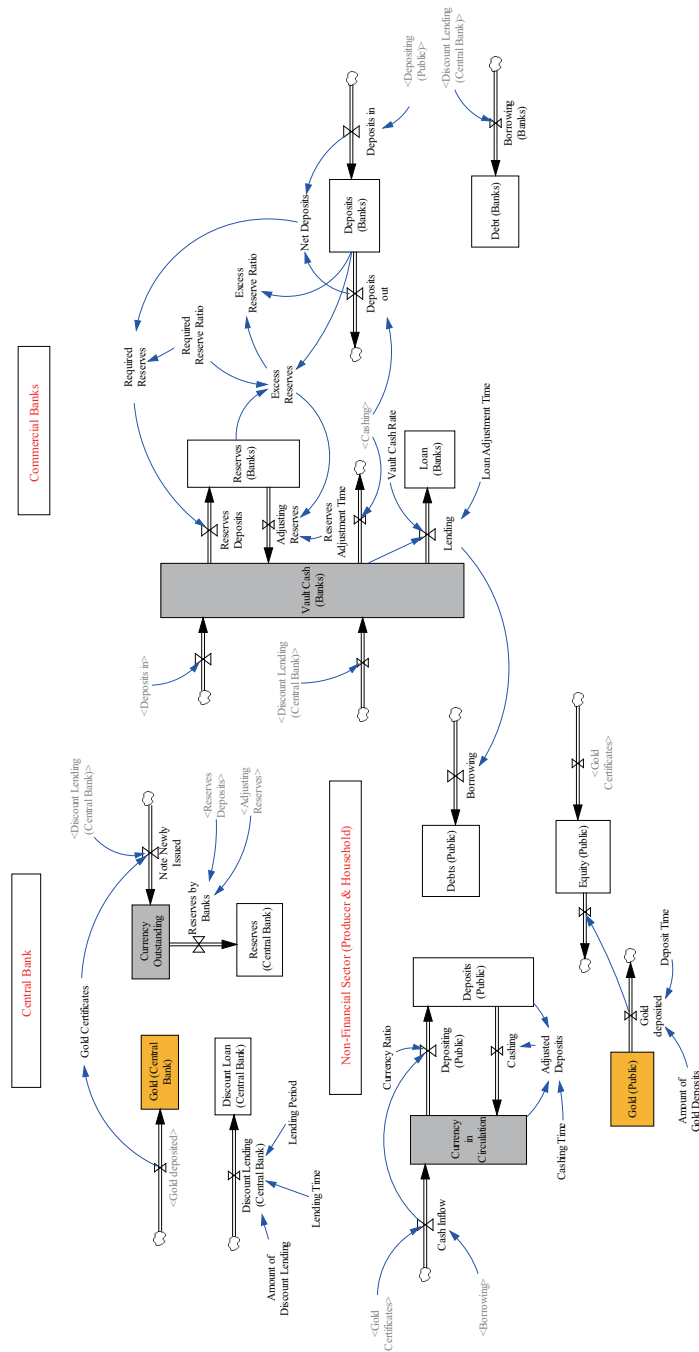 Central Bank
<Discount Lending
(Central Bank)>
Gold Certificates
Note Newly
Issued
Currency
Outstanding
<Reserves
Deposits>
<Adjusting
Reserves>
Reserves by
Banks
Reserves
(Central Bank)
Gold (Central
Bank)
<Gold deposited>
Discount Loan
(Central Bank)
Discount Lending
(Central Bank)
Lending Period
Lending Time
Amount of
Discount Lending
Commercial Banks
<Deposits in>
<Discount Lending
(Central Bank)>
Vault Cash
(Banks)
Reserves
Deposits
Reserves
(Banks)
Adjusting
Reserves
Reserves
Adjustment Time
<Cashing>
Vault Cash Rate
Loan
(Banks)
Lending
Loan Adjustment Time
Required
Reserves
Required
Reserve Ratio
Excess
Reserve Ratio
Excess
Reserves
Net Deposits
Deposits
out
Deposits
(Banks)
Deposits in
<Depositing
(Public)>
<Discount Lending
(Central Bank)>
Borrowing
(Banks)
Debt (Banks)
Non-Financial Sector (Producer & Household)
<Gold
Certificates>
Cash Inflow
<Borrowing>
Currency
in
Circulation
Currency Ratio
Depositing
(Public)
Deposits
(Public)
Cashing
Adjusted
Deposits
Cashing Time
Debts (Public)
Borrowing
Equity (Public)
<Gold
Certificates>
Gold (Public)
Gold
deposited
Deposit Time
Amount of
Gold Deposits